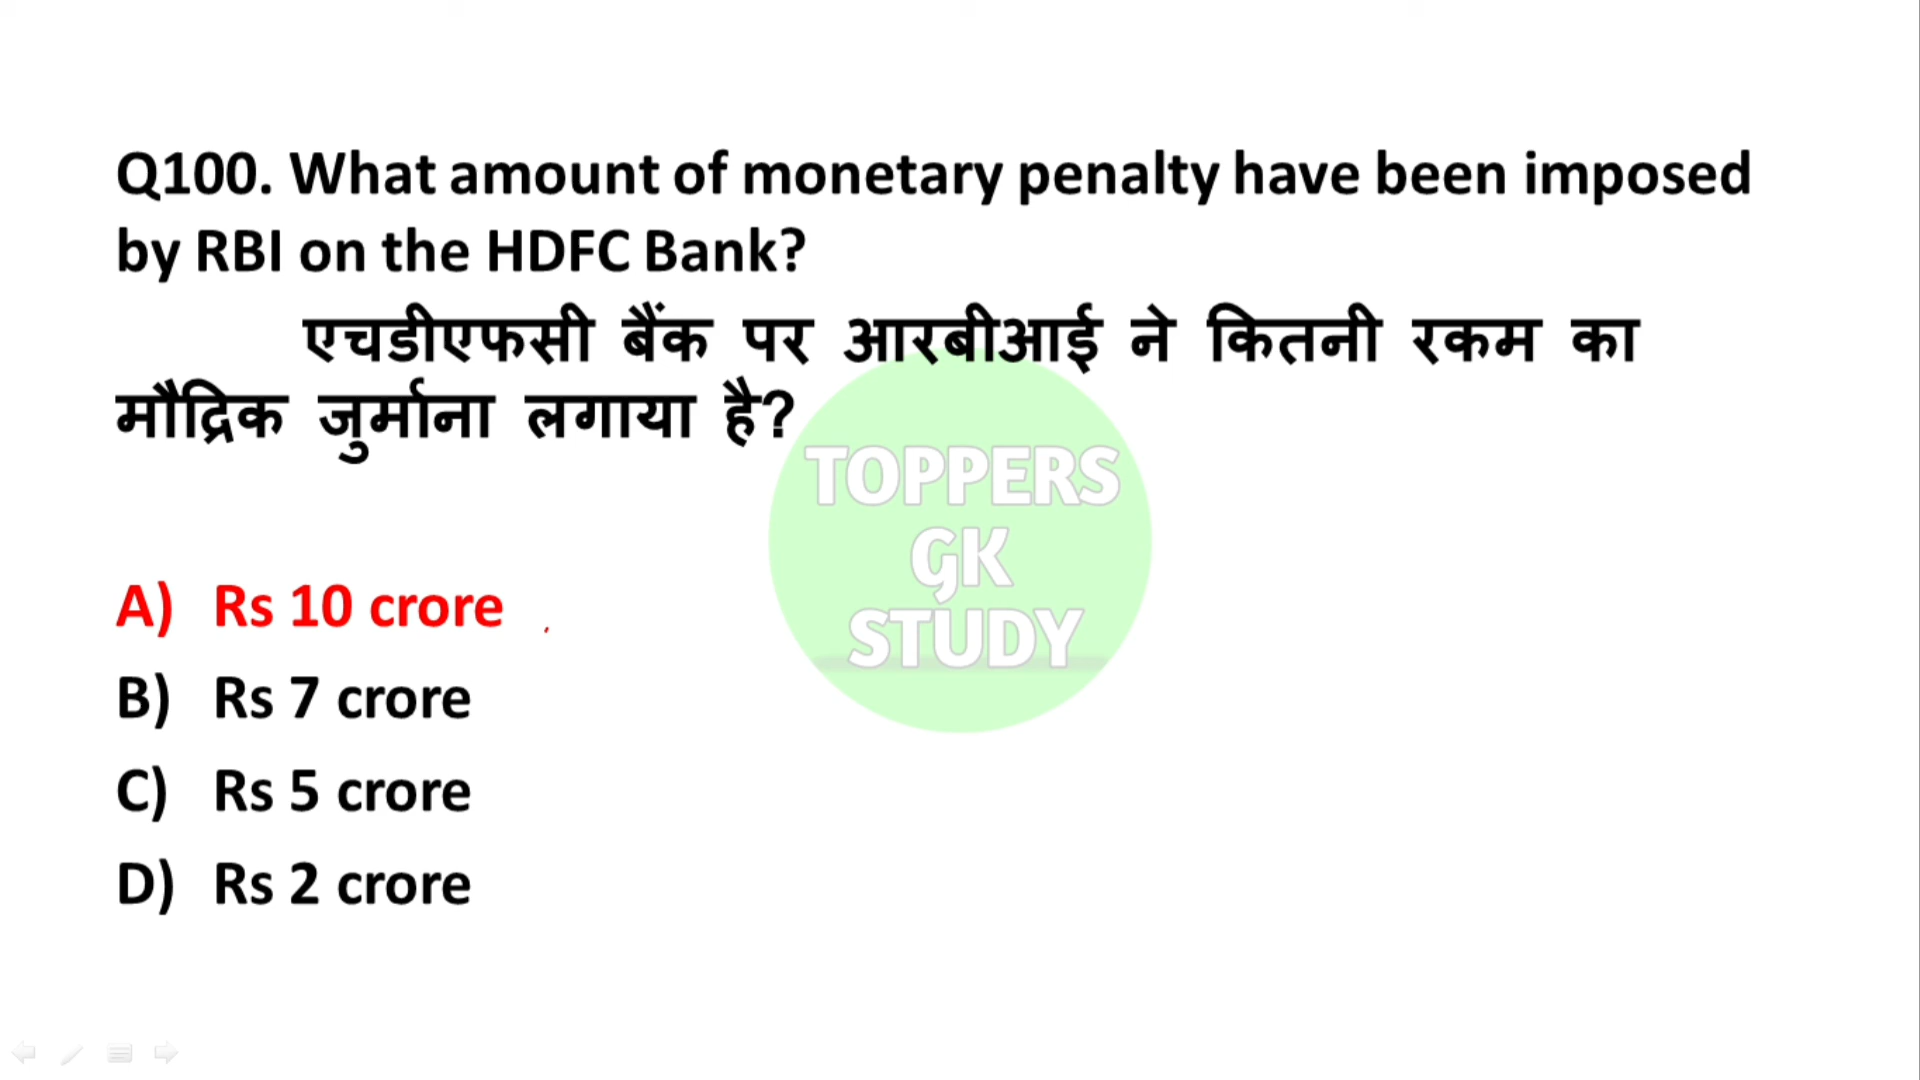 Q100. What amount of monetary penalty have been imposed
by RBI on the HDFC Bank?
एचडीएफसी बैंक पर आरबीआई ने कितनी रकम का
मौद्रिक जुर्माना लगाया है?
TOPPERS
GK
STUDY
A) Rs 10 crore
B) Rs 7 crore
C) Rs 5 crore
D) Rs 2 crore